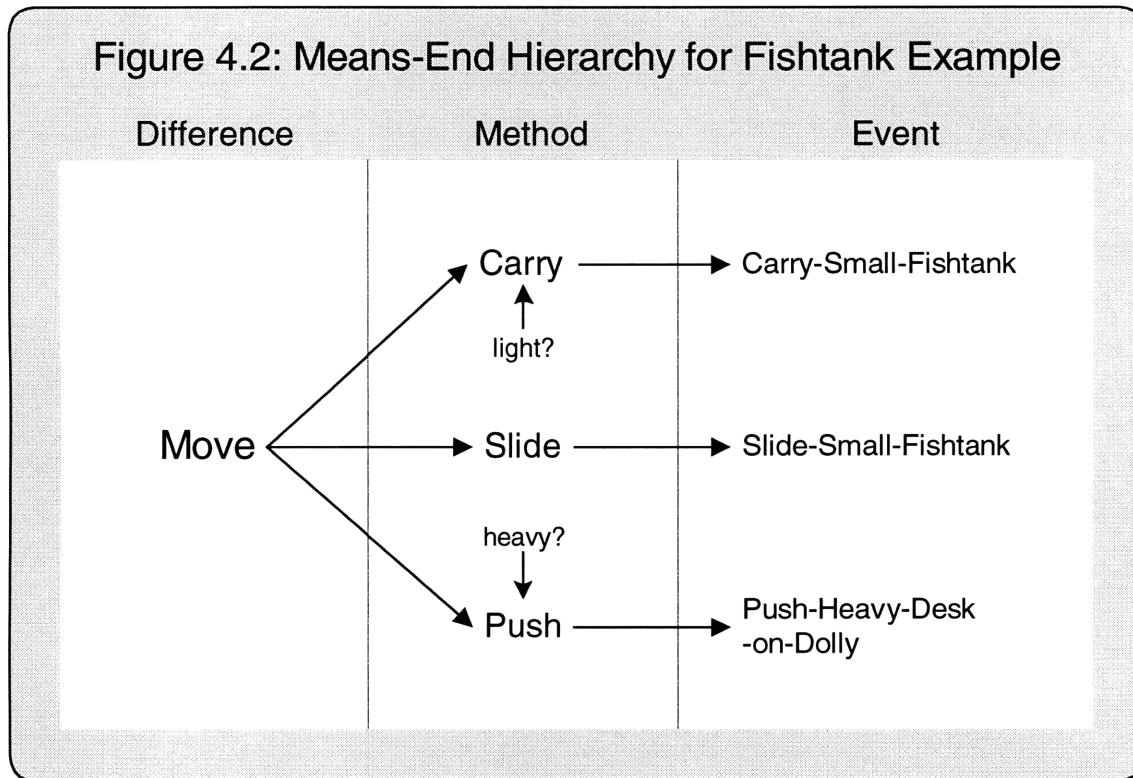 Figure 4.2: Means-End Hierarchy for Fishtank Example
Difference
Method
Event
Carry
Carry-Small-Fishtank
light?
Move
Slide
Slide-Small-Fishtank
heavy?
Push
Push-Heavy-Desk
-on-Dolly